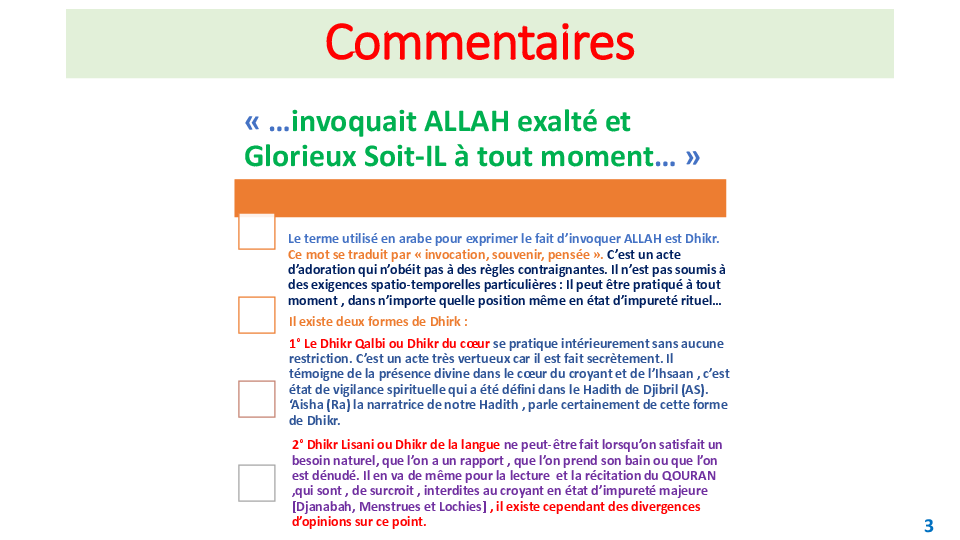 Commentaires
« …invoquait ALLAH exalté et
Glorieux Soit-IL à tout moment… »
Le terme utilisé en arabe pour exprimer le fait d’invoquer ALLAH est Dhikr.
Ce mot se traduit par « invocation, souvenir, pensée ». C’est un acte
d’adoration qui n’obéit pas à des règles contraignantes. Il n’est pas soumis à
des exigences spatio-temporelles particulières : Il peut être pratiqué à tout
moment , dans n’importe quelle position même en état d’impureté rituel…
Il existe deux formes de Dhirk :
1° Le Dhikr Qalbi ou Dhikr du cœur se pratique intérieurement sans aucune
restriction. C’est un acte très vertueux car il est fait secrètement. Il
témoigne de la présence divine dans le cœur du croyant et de l’Ihsaan , c’est
état de vigilance spirituelle qui a été défini dans le Hadith de Djibril (AS).
‘Aisha (Ra) la narratrice de notre Hadith , parle certainement de cette forme
de Dhikr.
2° Dhikr Lisani ou Dhikr de la langue ne peut-être fait lorsqu’on satisfait un
besoin naturel, que l’on a un rapport , que l’on prend son bain ou que l’on
est dénudé. Il en va de même pour la lecture et la récitation du QOURAN
,qui sont , de surcroit , interdites au croyant en état d’impureté majeure
[Djanabah, Menstrues et Lochies] , il existe cependant des divergences
d’opinions sur ce point.
3